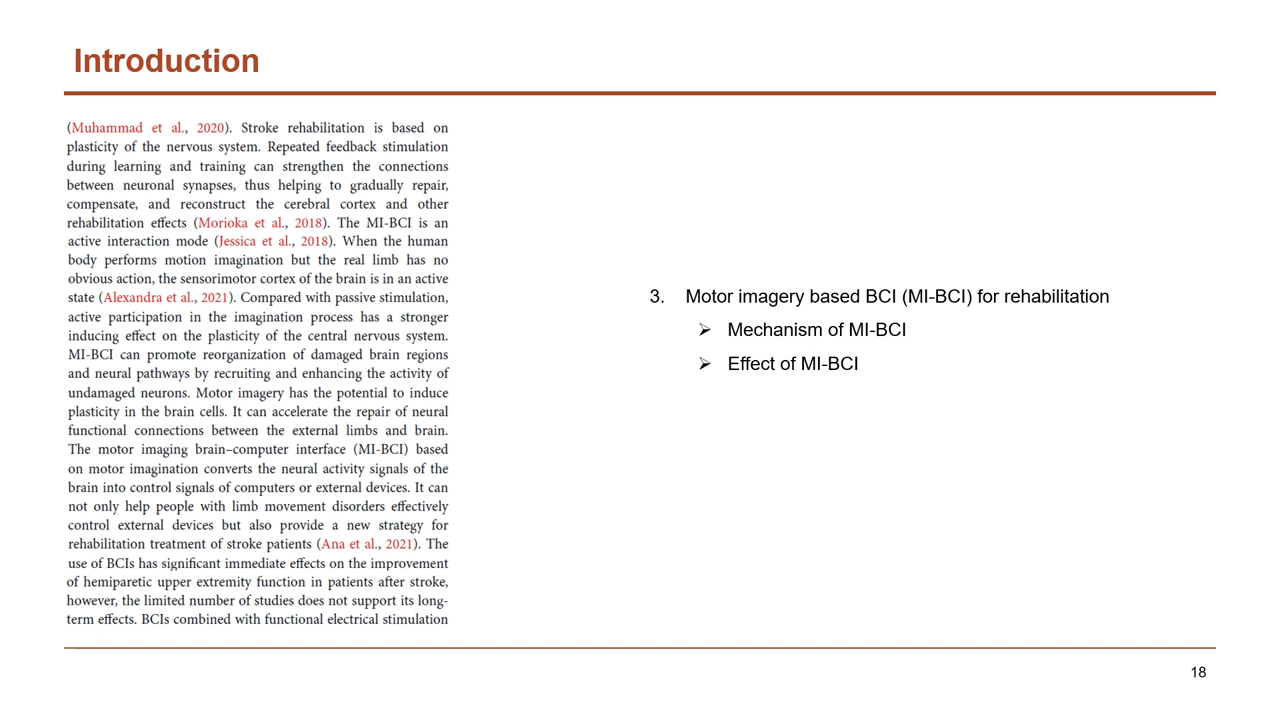 Introduction
(Muhammad et al., 2020). Stroke rehabilitation is based on
plasticity of the nervous system. Repeated feedback stimulation
during learning and training can strengthen the connections
between neuronal synapses, thus helping to gradually repair,
compensate, and reconstruct the cerebral cortex and other
rehabilitation effects (Morioka et al., 2018). The MI-BCI is an
active interaction mode (Jessica et al., 2018). When the human
body performs motion imagination but the real limb has no
obvious action, the sensorimotor cortex of the brain is in an active
state (Alexandra et al., 2021). Compared with passive stimulation,
active participation in the imagination process has a stronger
inducing effect on the plasticity of the central nervous system.
MI-BCI can promote reorganization of damaged brain regions
and neural pathways by recruiting and enhancing the activity of
undamaged neurons. Motor imagery has the potential to induce
plasticity in the brain cells. It can accelerate the repair of neural
functional connections between the external limbs and brain.
The motor imaging brain–computer interface (MI-BCI) based
on motor imagination converts the neural activity signals of the
brain into control signals of computers or external devices. It can
not only help people with limb movement disorders effectively
control external devices but also provide a new strategy for
rehabilitation treatment of stroke patients (Ana et al., 2021). The
use of BCIs has significant immediate effects on the improvement
of hemiparetic upper extremity function in patients after stroke,
however, the limited number of studies does not support its long-
term effects. BCIs combined with functional electrical stimulation
3. Motor imagery based BCI (MI-BCI) for rehabilitation
➢ Mechanism of MI-BCI
➢ Effect of MI-BCI
18